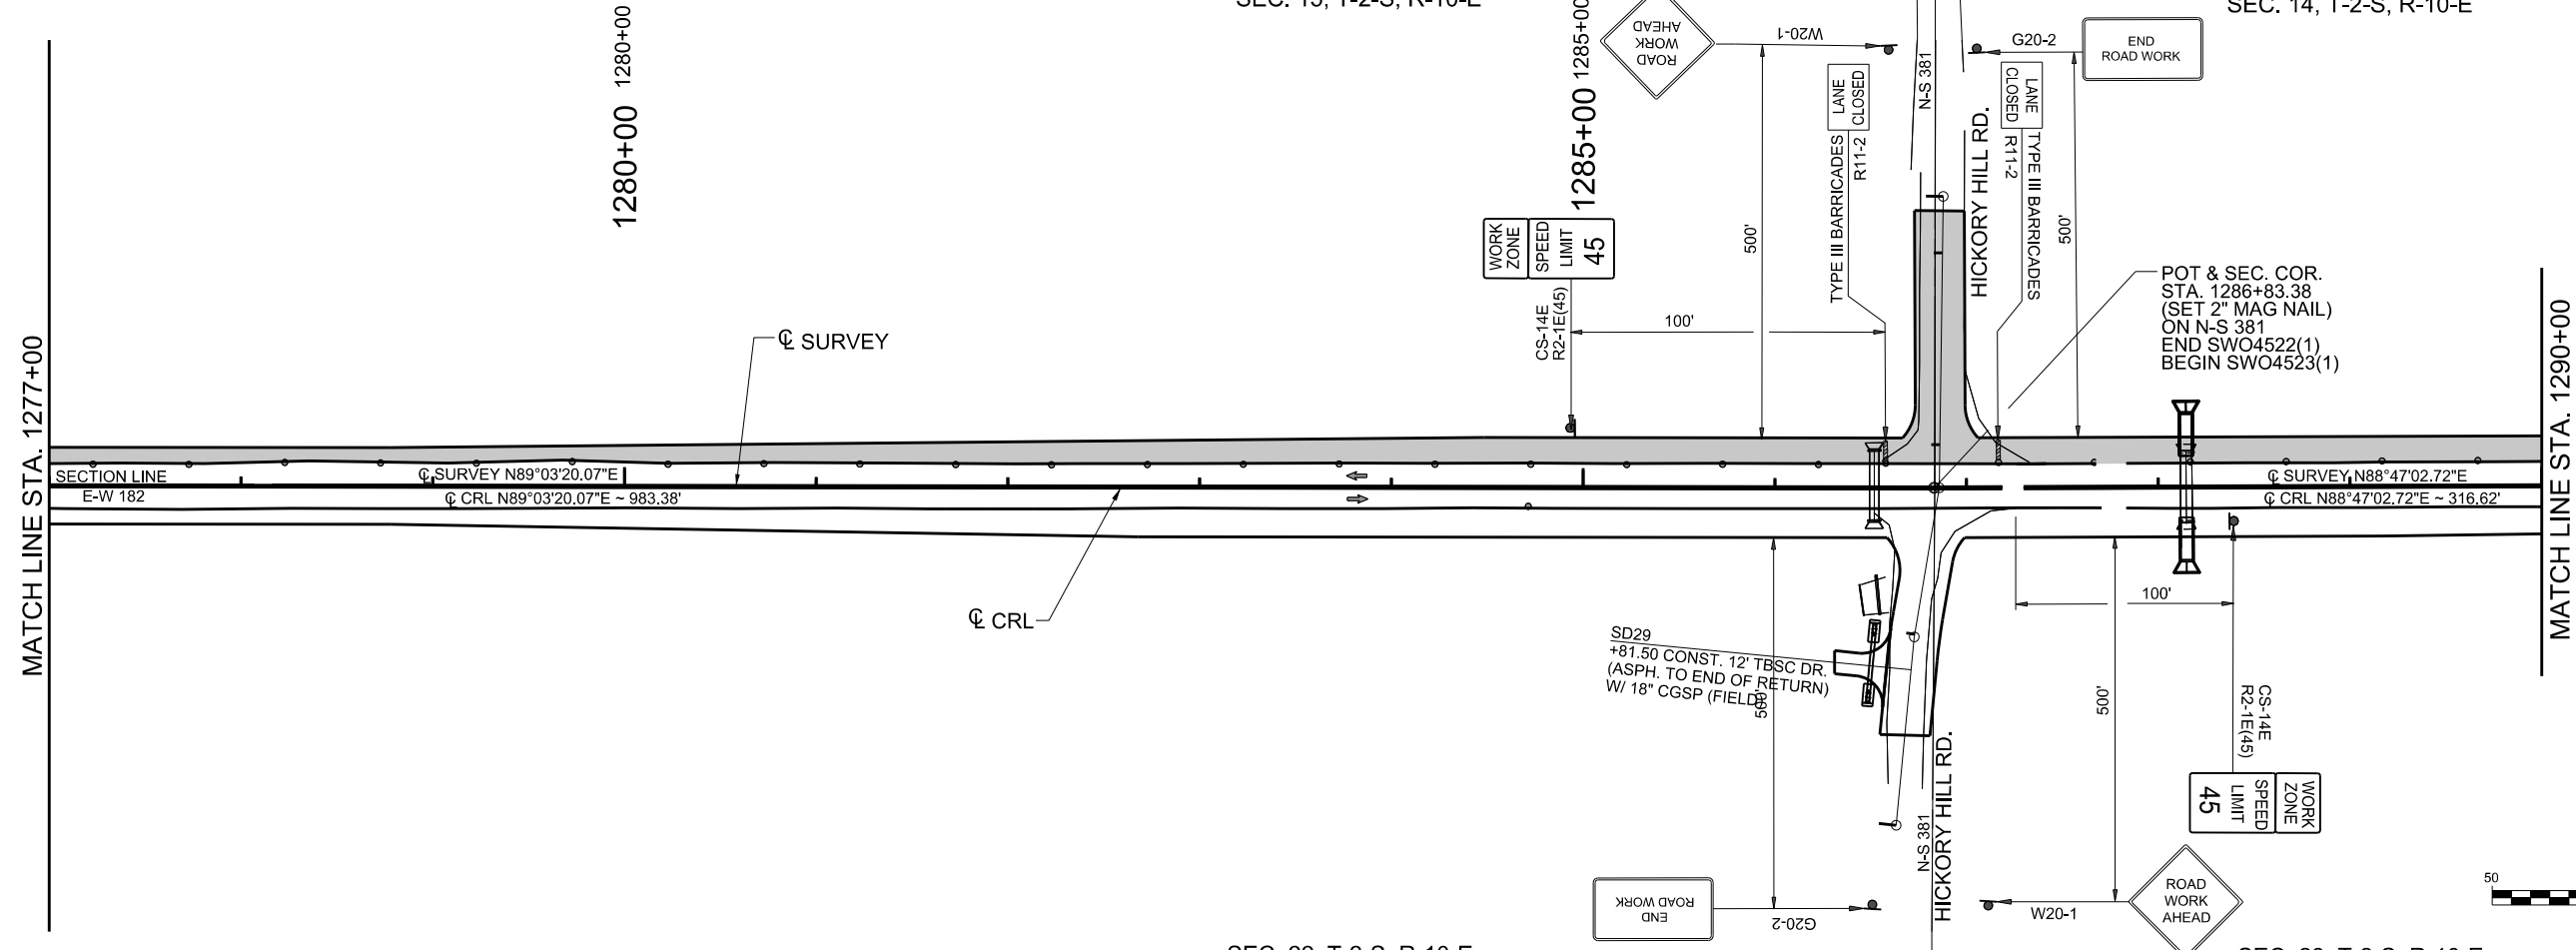 SEC. 15, T-2-S, R-10-E
SEC. 14, T-2-S, R-10-E
1280+00
1280+00
1285+00
1285+00
ROAD
WORK
AHEAD
W20-1
G20-2
END
ROAD WORK
N-S 381
HICKORY HILL RD.
LANE
CLOSED
TYPE III BARRICADES
R11-2
LANE
CLOSED
TYPE III BARRICADES
R11-2
500'
500'
WORK
ZONE
SPEED
LIMIT
45
CS-14E
R2-1E(45)
100'
POT & SEC. COR.
STA. 1286+83.38
(SET 2" MAG NAIL)
ON N-S 381
END SWO4522(1)
BEGIN SWO4523(1)
MATCH LINE STA. 1277+00
MATCH LINE STA. 1290+00
℄ SURVEY
SECTION LINE
℄ SURVEY N89°03'20.07"E
℄ SURVEY N88°47'02.72"E
E-W 182
℄ CRL N89°03'20.07"E ~ 983.38'
℄ CRL N88°47'02.72"E ~ 316.62'
℄ CRL
100'
SD29
+81.50 CONST. 12' TBSC DR.
(ASPH. TO END OF RETURN)
W/ 18" CGSP (FIELD)
500'
500'
CS-14E
R2-1E(45)
WORK
ZONE
SPEED
LIMIT
45
N-S 381
HICKORY HILL RD.
END
ROAD WORK
G20-2
W20-1
ROAD
WORK
AHEAD
50